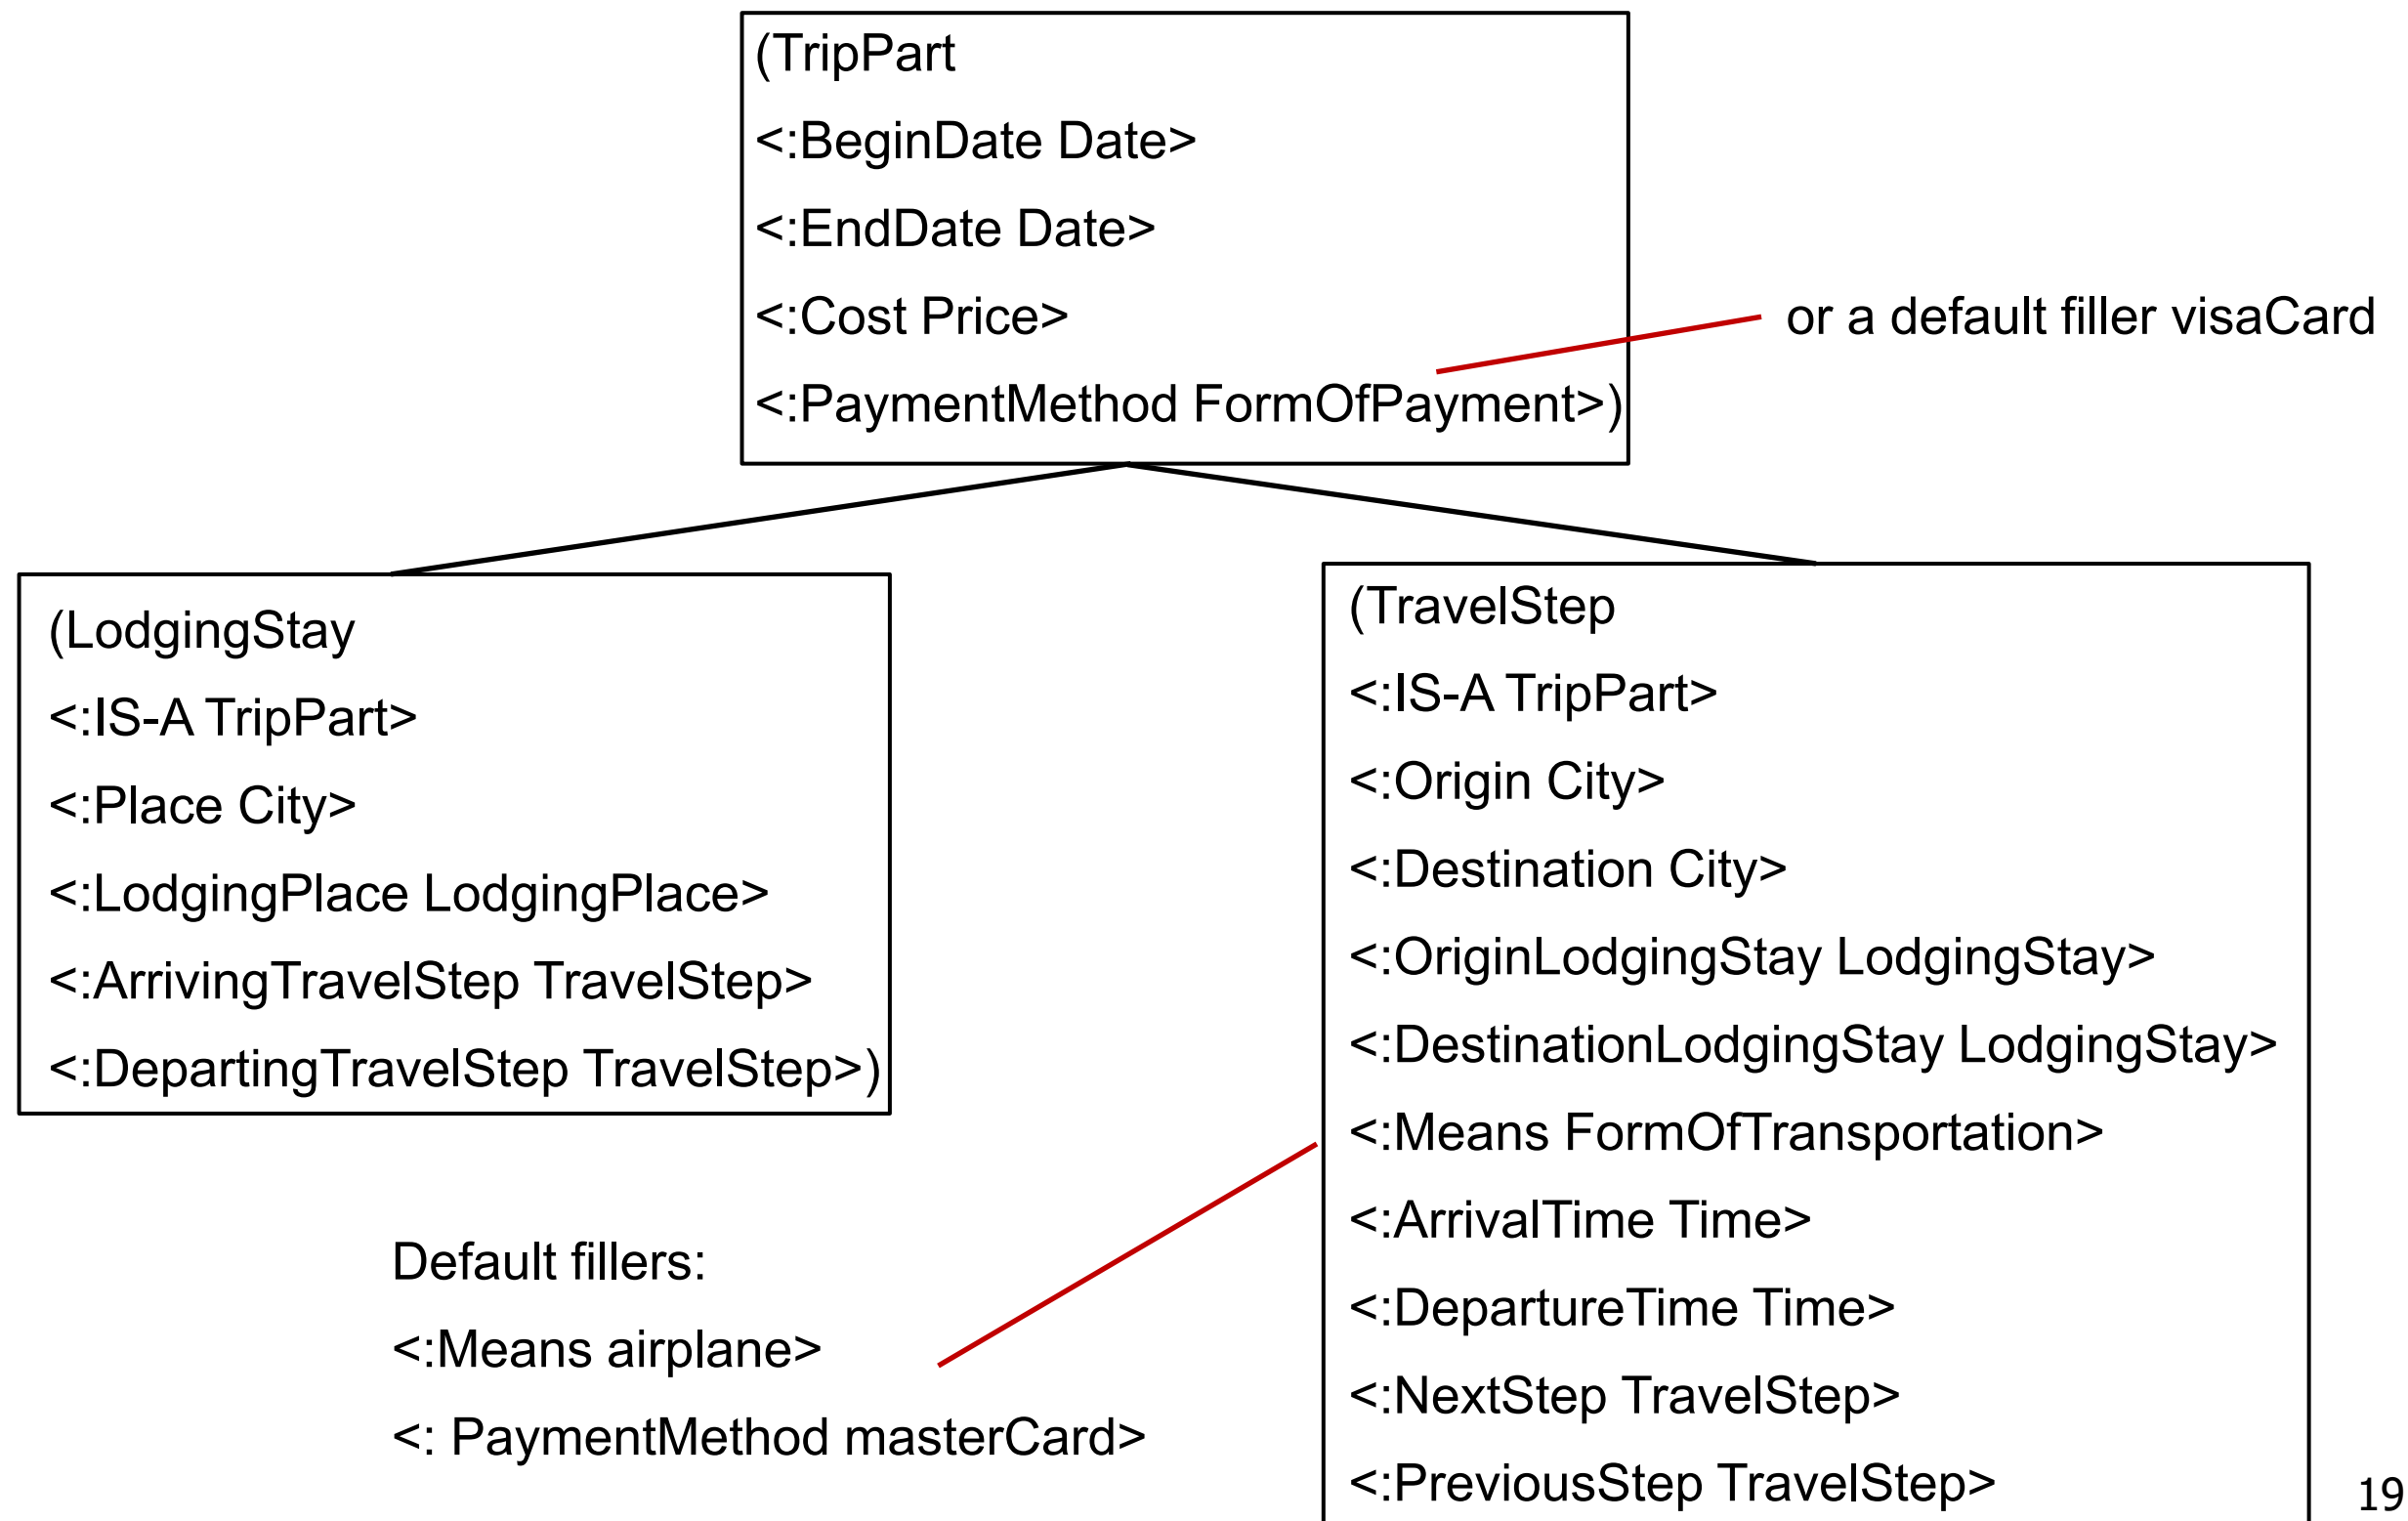 (TripPart
<:BeginDate Date>
<:EndDate Date>
<:Cost Price>
<:PaymentMethod FormOfPayment>)
or a default filler visaCard
(LodgingStay
<:IS-A TripPart>
<:Place City>
<:LodgingPlace LodgingPlace>
<:ArrivingTravelStep TravelStep>
<:DepartingTravelStep TravelStep>)
(TravelStep
<:IS-A TripPart>
<:Origin City>
<:Destination City>
<:OriginLodgingStay LodgingStay>
<:DestinationLodgingStay LodgingStay>
<:Means FormOfTransportation>
<:ArrivalTime Time>
<:DepartureTime Time>
<:NextStep TravelStep>
<:PreviousStep TravelStep>
Default fillers:
<:Means airplane>
<: PaymentMethod masterCard>
19